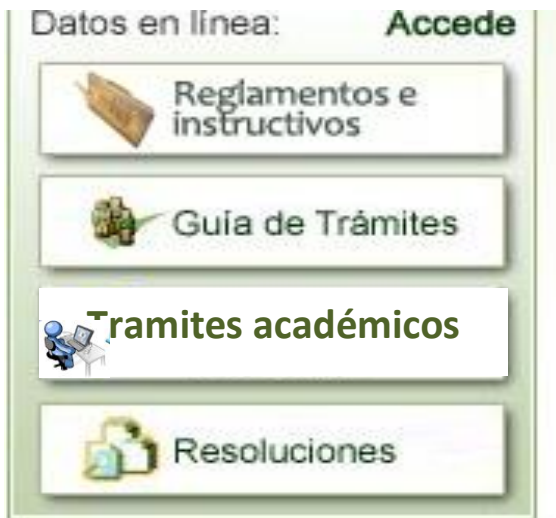 Datos en línea: Accede
Reglamentos e
instructivos
Guía de Trámites
Tramites académicos
Resoluciones